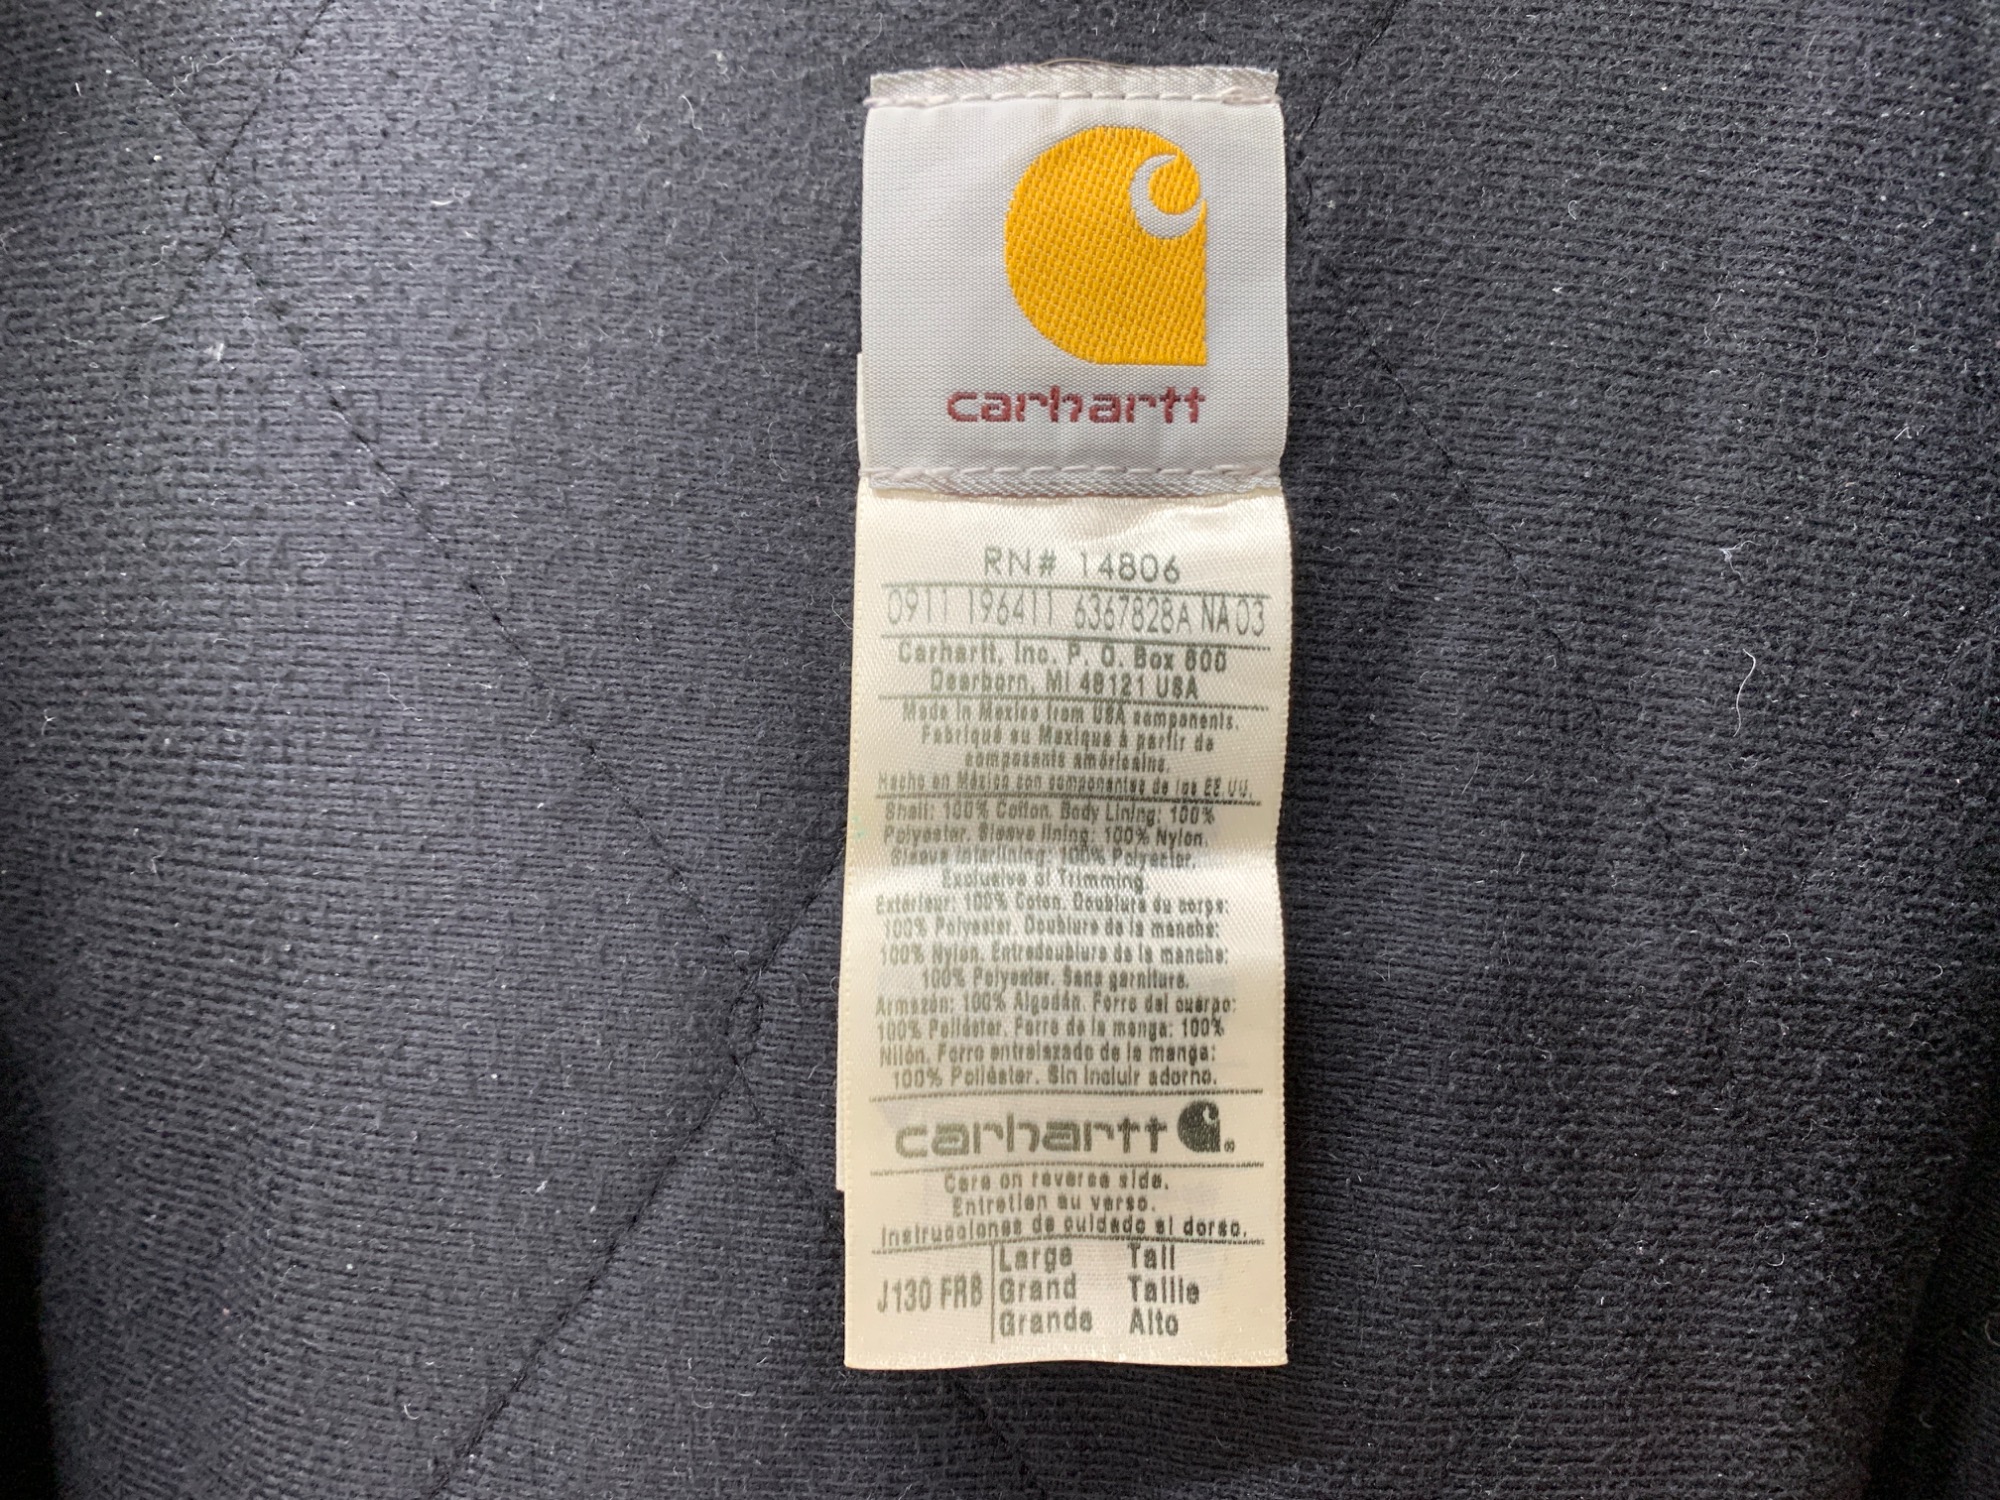 carhartt
RN# 14806
0911 196411 6367828A NA 03
Carhartt, Inc. P. O. Box 600
Dearborn, MI 48121 USA
Made in Mexico from USA components.
Fabriqué au Mexique à partir de
composants américains.
Hecho en México con componentes de los EE.UU.
Shell: 100% Cotton. Body Lining: 100%
Polyester. Sleeve lining: 100% Nylon.
Sleeve interlining: 100% Polyester.
Exclusive of Trimming.
Extérieur: 100% Coton. Doublure du corps:
100% Polyester. Doublure de la manche:
100% Nylon. Entredoublure de la manche:
100% Polyester. Sans garniture.
Armazón: 100% Algodón. Forro del cuerpo:
100% Poliéster. Forro de la manga: 100%
Nilón. Forro entrelazado de la manga:
100% Poliéster. Sin incluir adorno.
carhartt ®
Care on reverse side.
Entretien au verso.
Instrucciones de cuidado al dorso.
J130 FRB Large Tall
Grand Taille
Grande Alto